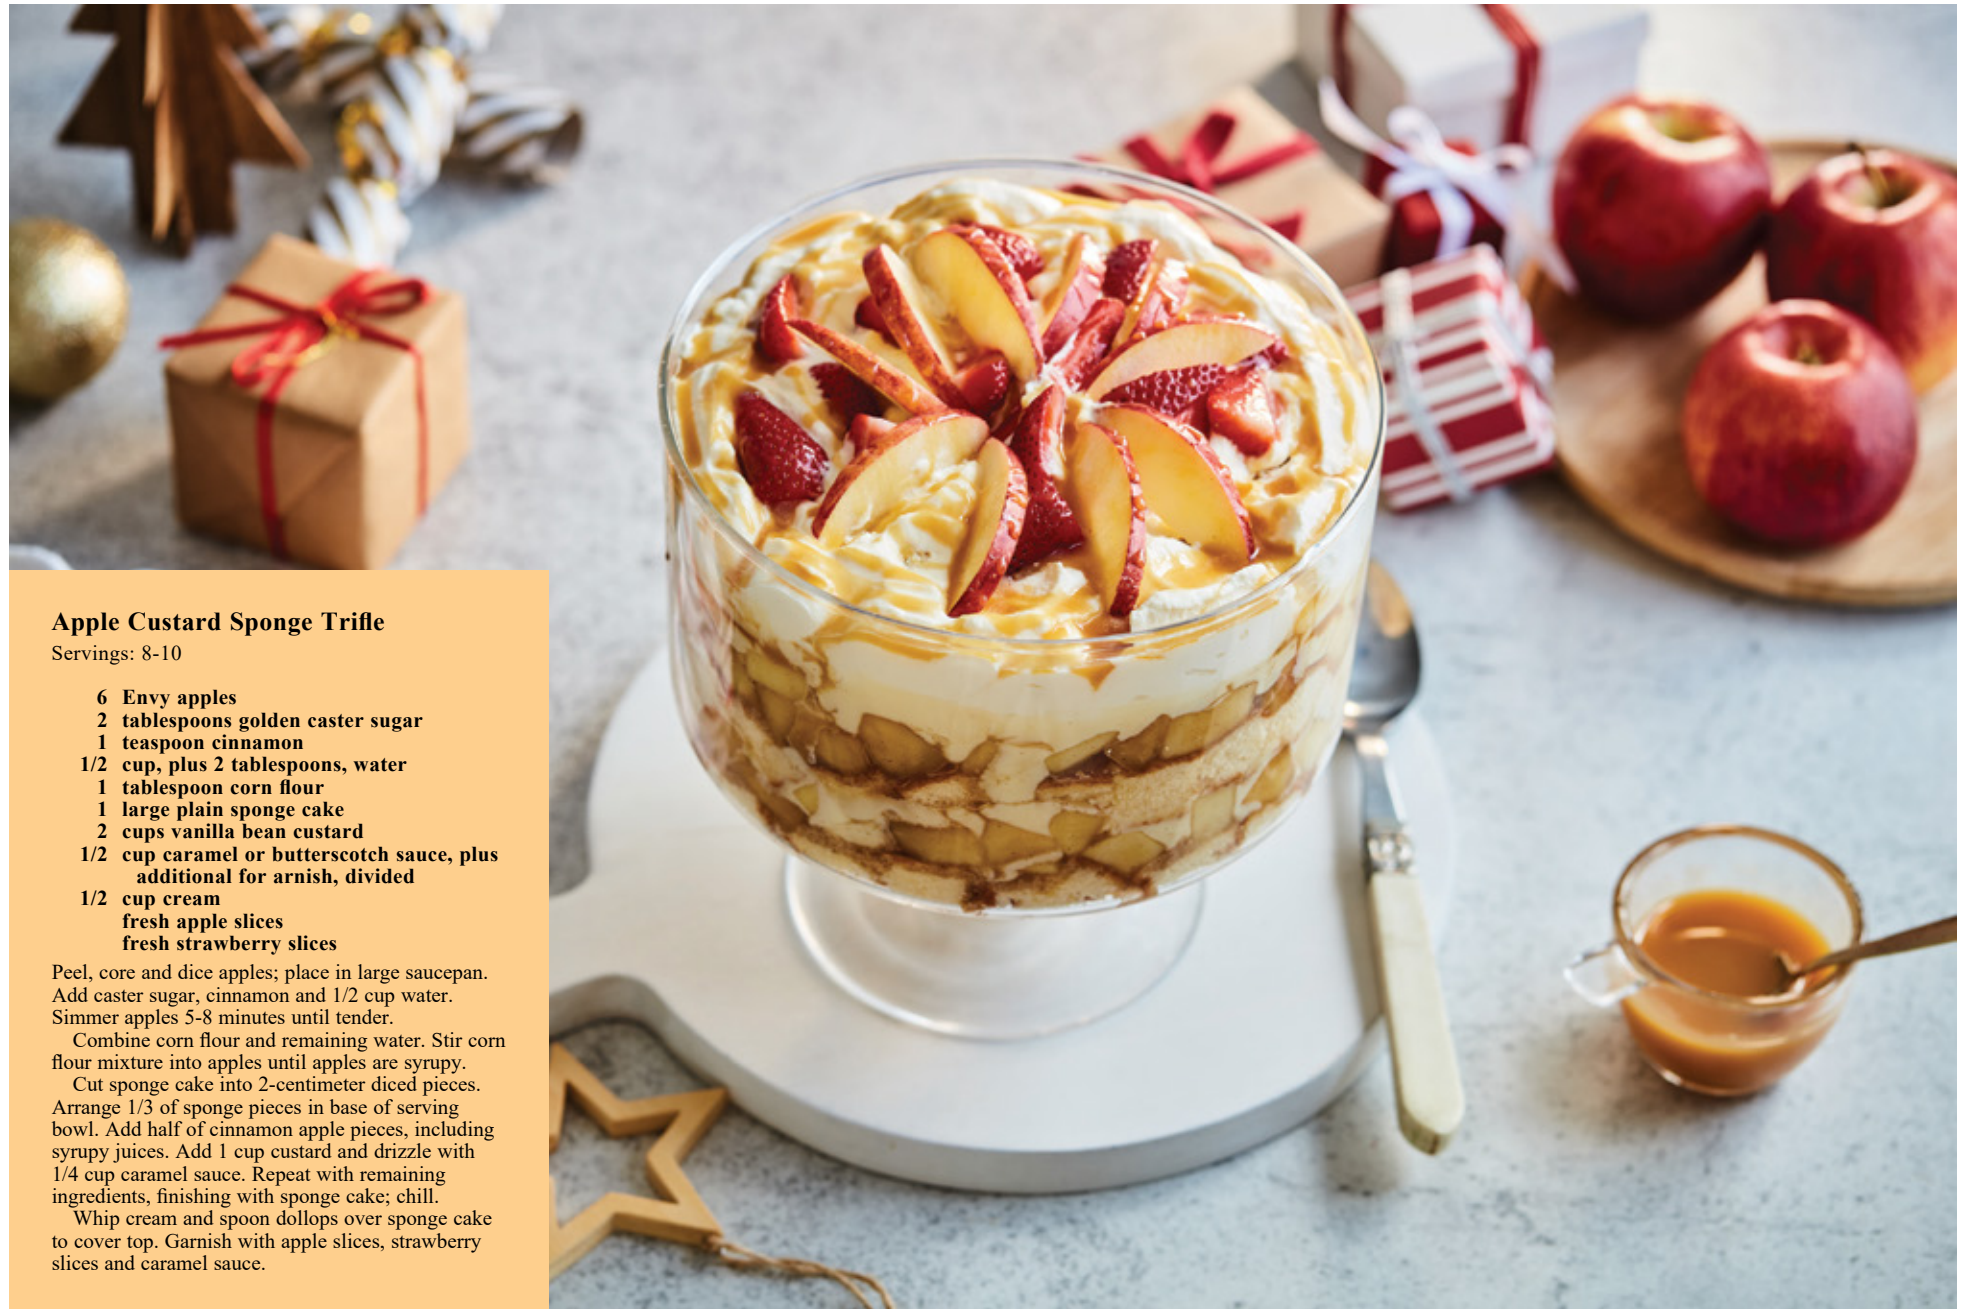 Apple Custard Sponge Trifle
Servings: 8-10
6 Envy apples
2 tablespoons golden caster sugar
1 teaspoon cinnamon
1/2 cup, plus 2 tablespoons, water
1 tablespoon corn flour
1 large plain sponge cake
2 cups vanilla bean custard
1/2 cup caramel or butterscotch sauce, plus
additional for arnish, divided
1/2 cup cream
fresh apple slices
fresh strawberry slices
Peel, core and dice apples; place in large saucepan.
Add caster sugar, cinnamon and 1/2 cup water.
Simmer apples 5-8 minutes until tender.
Combine corn flour and remaining water. Stir corn
flour mixture into apples until apples are syrupy.
Cut sponge cake into 2-centimeter diced pieces.
Arrange 1/3 of sponge pieces in base of serving
bowl. Add half of cinnamon apple pieces, including
syrupy juices. Add 1 cup custard and drizzle with
1/4 cup caramel sauce. Repeat with remaining
ingredients, finishing with sponge cake; chill.
Whip cream and spoon dollops over sponge cake
to cover top. Garnish with apple slices, strawberry
slices and caramel sauce.